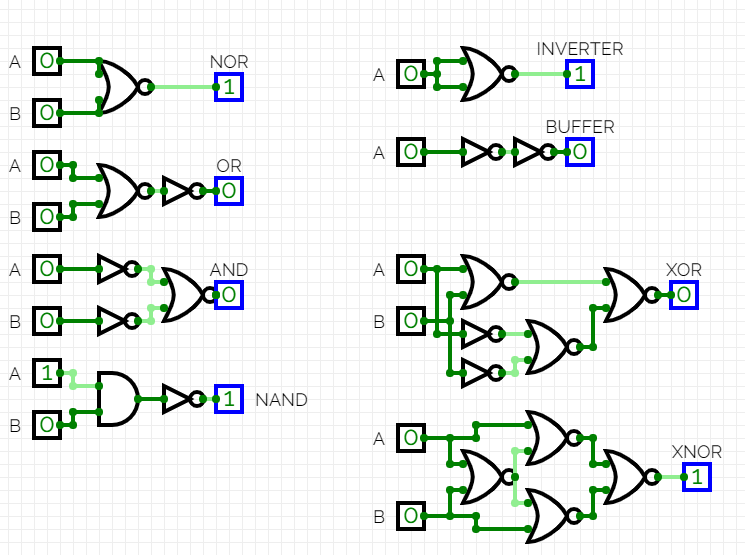 A 0 NOR 1
B 0
A 0 OR 0
B 0
A 0 AND 0
B 0
A 1 NAND 1
B 0
A 0 INVERTER 1
A 0 BUFFER 0
A 0 XOR 0
B 0
A 0 XNOR 1
B 0